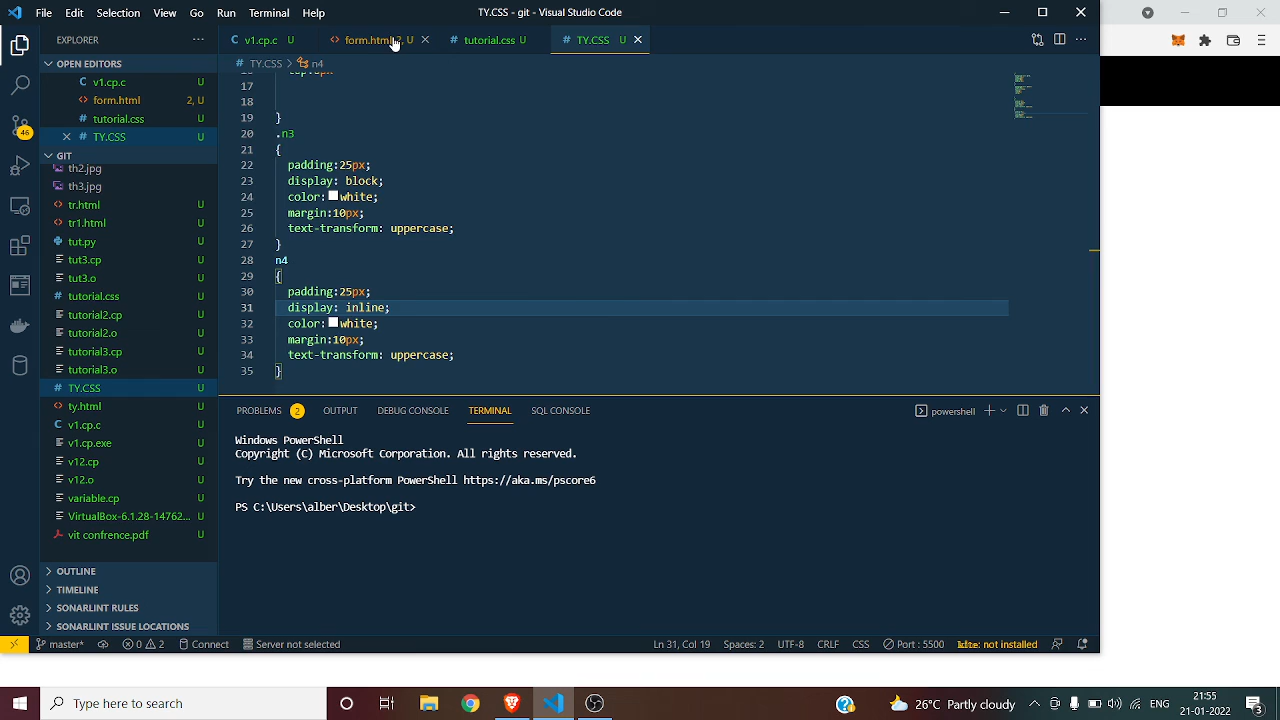 File Edit Selection View Go Run Terminal Help
TY.CSS - git - Visual Studio Code
EXPLORER
v1.cp.c U
form.html 2, U
tutorial.css U
TY.CSS U
OPEN EDITORS
v1.cp.c U
form.html 2, U
tutorial.css U
TY.CSS U
46
GIT
th2.jpg
th3.jpg
tr.html U
tr1.html U
tut.py U
tut3.cp U
tut3.o U
tutorial.css U
tutorial2.cp U
tutorial2.o U
tutorial3.cp U
tutorial3.o U
TY.CSS U
ty.html U
v1.cp.c U
v1.cp.exe U
v12.cp U
v12.o U
variable.cp U
VirtualBox-6.1.28-14762... U
vit confrence.pdf U
OUTLINE
TIMELINE
SONARLINT RULES
SONARLINT ISSUE LOCATIONS
TY.CSS > n4
17
18
19 }
20 .n3
21 {
22 padding:25px;
23 display: block;
24 color: white;
25 margin:10px;
26 text-transform: uppercase;
27 }
28 n4
29 {
30 padding:25px;
31 display: inline;
32 color: white;
33 margin:10px;
34 text-transform: uppercase;
35 }
PROBLEMS 2 OUTPUT DEBUG CONSOLE TERMINAL SQL CONSOLE
powershell
Windows PowerShell
Copyright (C) Microsoft Corporation. All rights reserved.
Try the new cross-platform PowerShell https://aka.ms/pscore6
PS C:\Users\alber\Desktop\git>
master* 0 2 Connect Server not selected
Ln 31, Col 19 Spaces: 2 UTF-8 CRLF CSS Port : 5500 not installed
Type here to search
26°C Partly cloudy ENG
21:55
21-01-2022
3